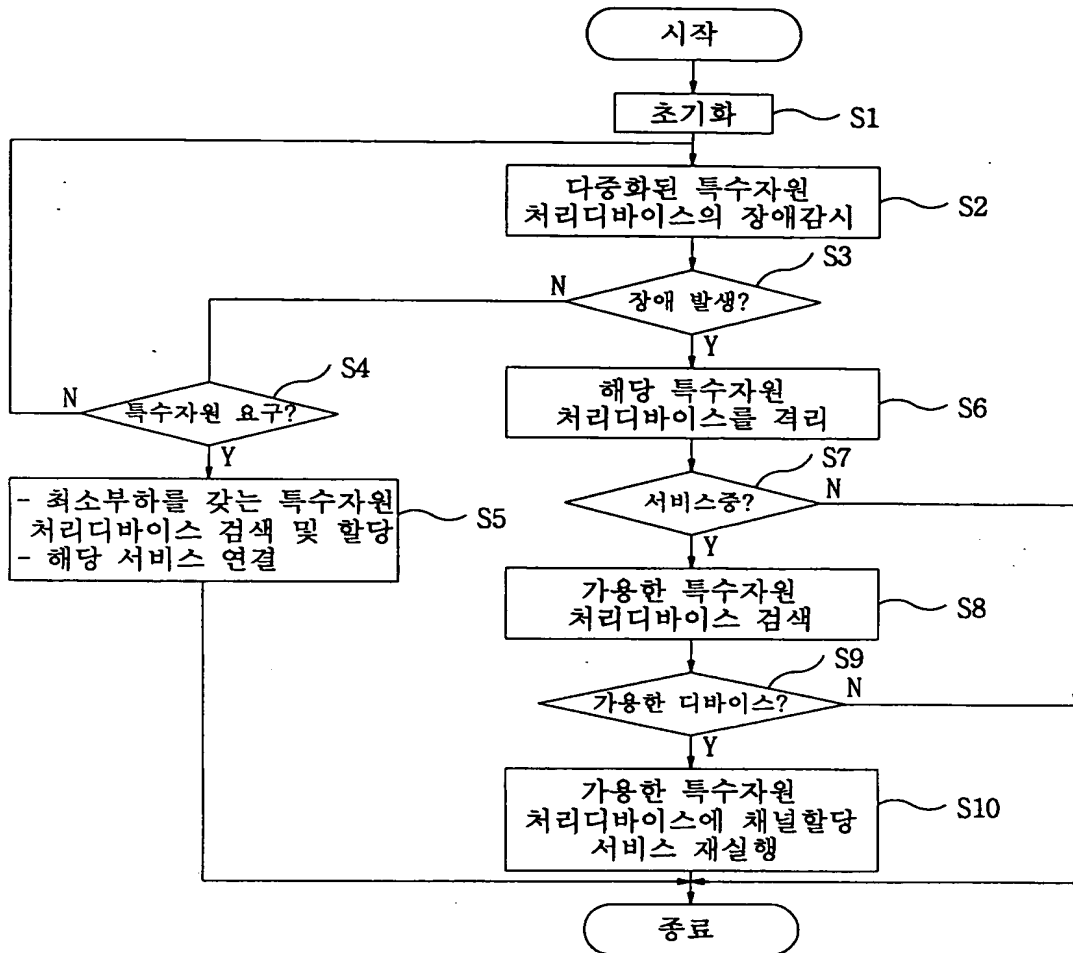 시작
초기화
S1
다중화된 특수자원
처리디바이스의 장애감시
S2
S3
장애 발생?
N
Y
S4
특수자원 요구?
N
Y
해당 특수자원
처리디바이스를 격리
S6
- 최소부하를 갖는 특수자원
처리디바이스 검색 및 할당
- 해당 서비스 연결
S5
S7
서비스중?
N
Y
가용한 특수자원
처리디바이스 검색
S8
S9
가용한 디바이스?
N
Y
가용한 특수자원
처리디바이스에 채널할당
서비스 재실행
S10
종료